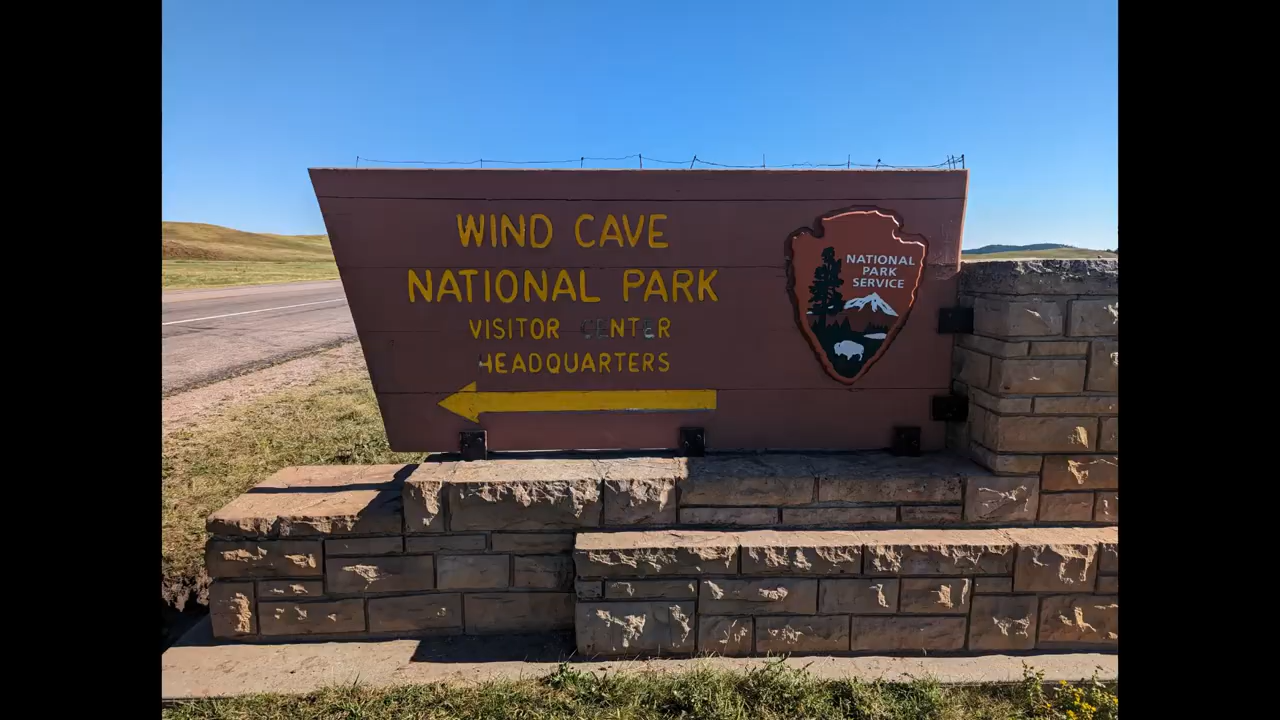 WIND CAVE
NATIONAL PARK
VISITOR CENTER
HEADQUARTERS
NATIONAL
PARK
SERVICE